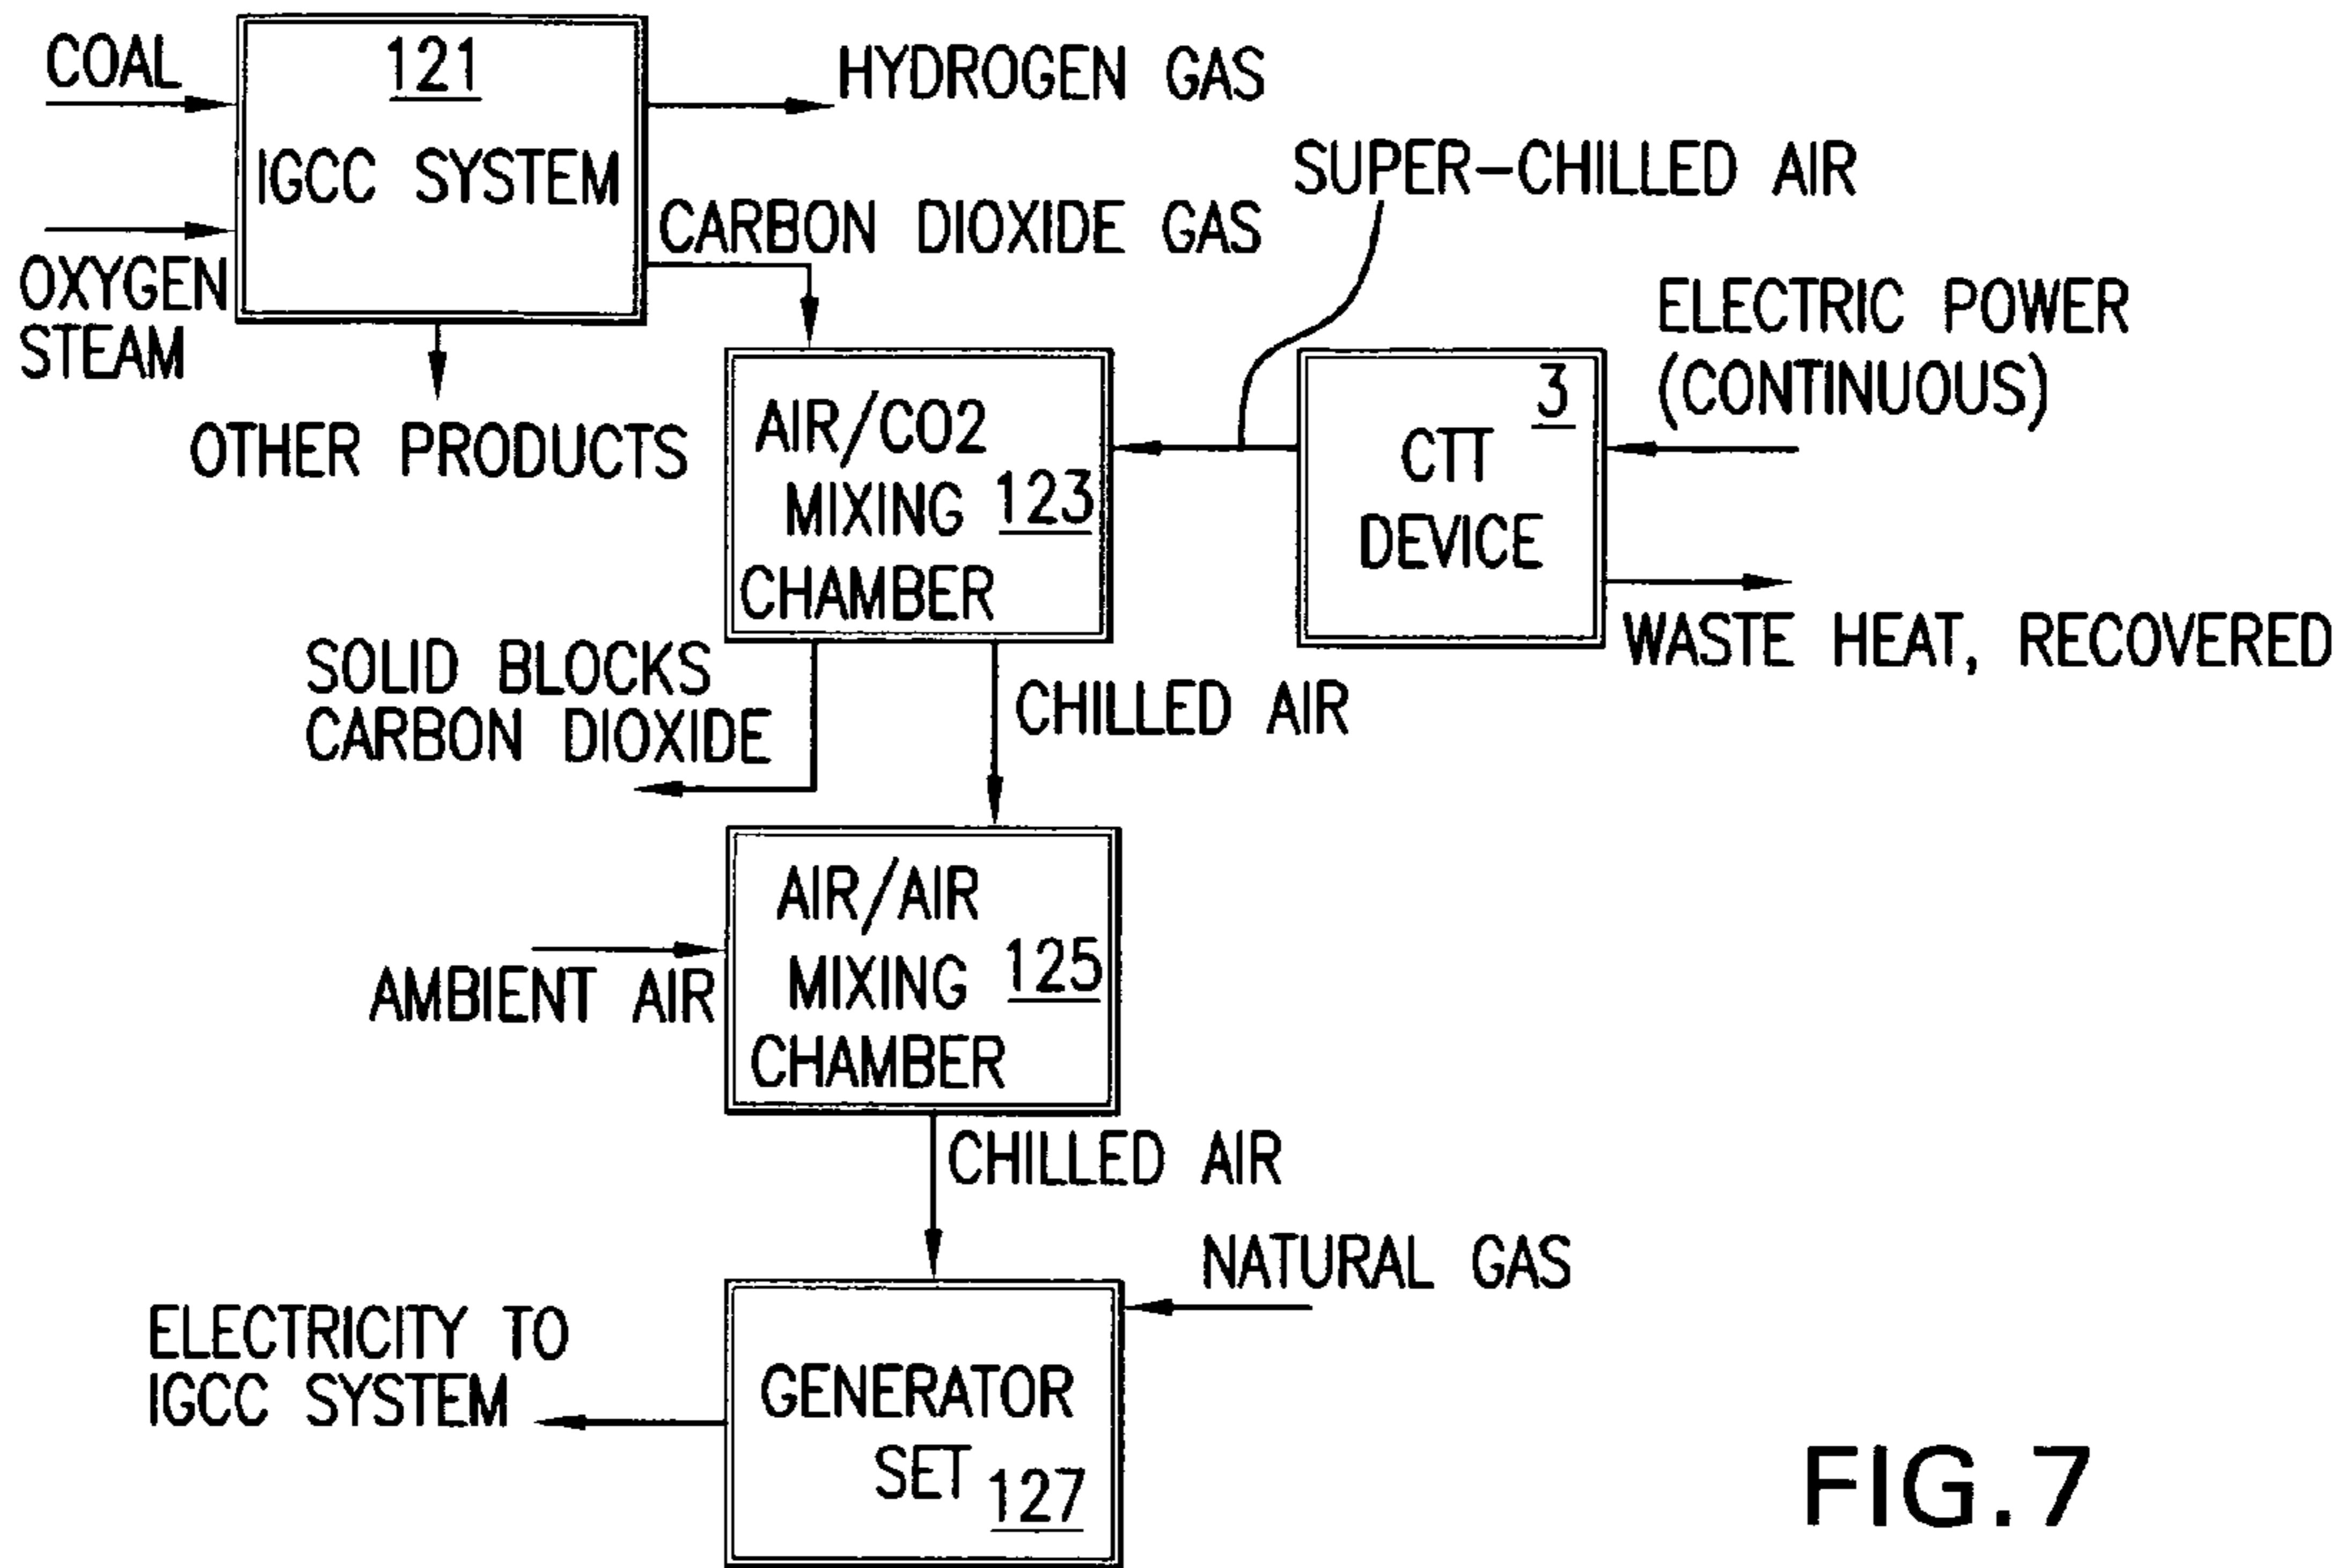 COAL
121
IGCC SYSTEM
HYDROGEN GAS
CARBON DIOXIDE GAS
OXYGEN
STEAM
OTHER PRODUCTS
SUPER-CHILLED AIR
ELECTRIC POWER
(CONTINUOUS)
AIR/CO2
MIXING 123
CHAMBER
3
CTT
DEVICE
WASTE HEAT, RECOVERED
SOLID BLOCKS
CARBON DIOXIDE
CHILLED AIR
AIR/AIR
MIXING 125
CHAMBER
AMBIENT AIR
CHILLED AIR
NATURAL GAS
ELECTRICITY TO
IGCC SYSTEM
GENERATOR
SET 127
FIG.7